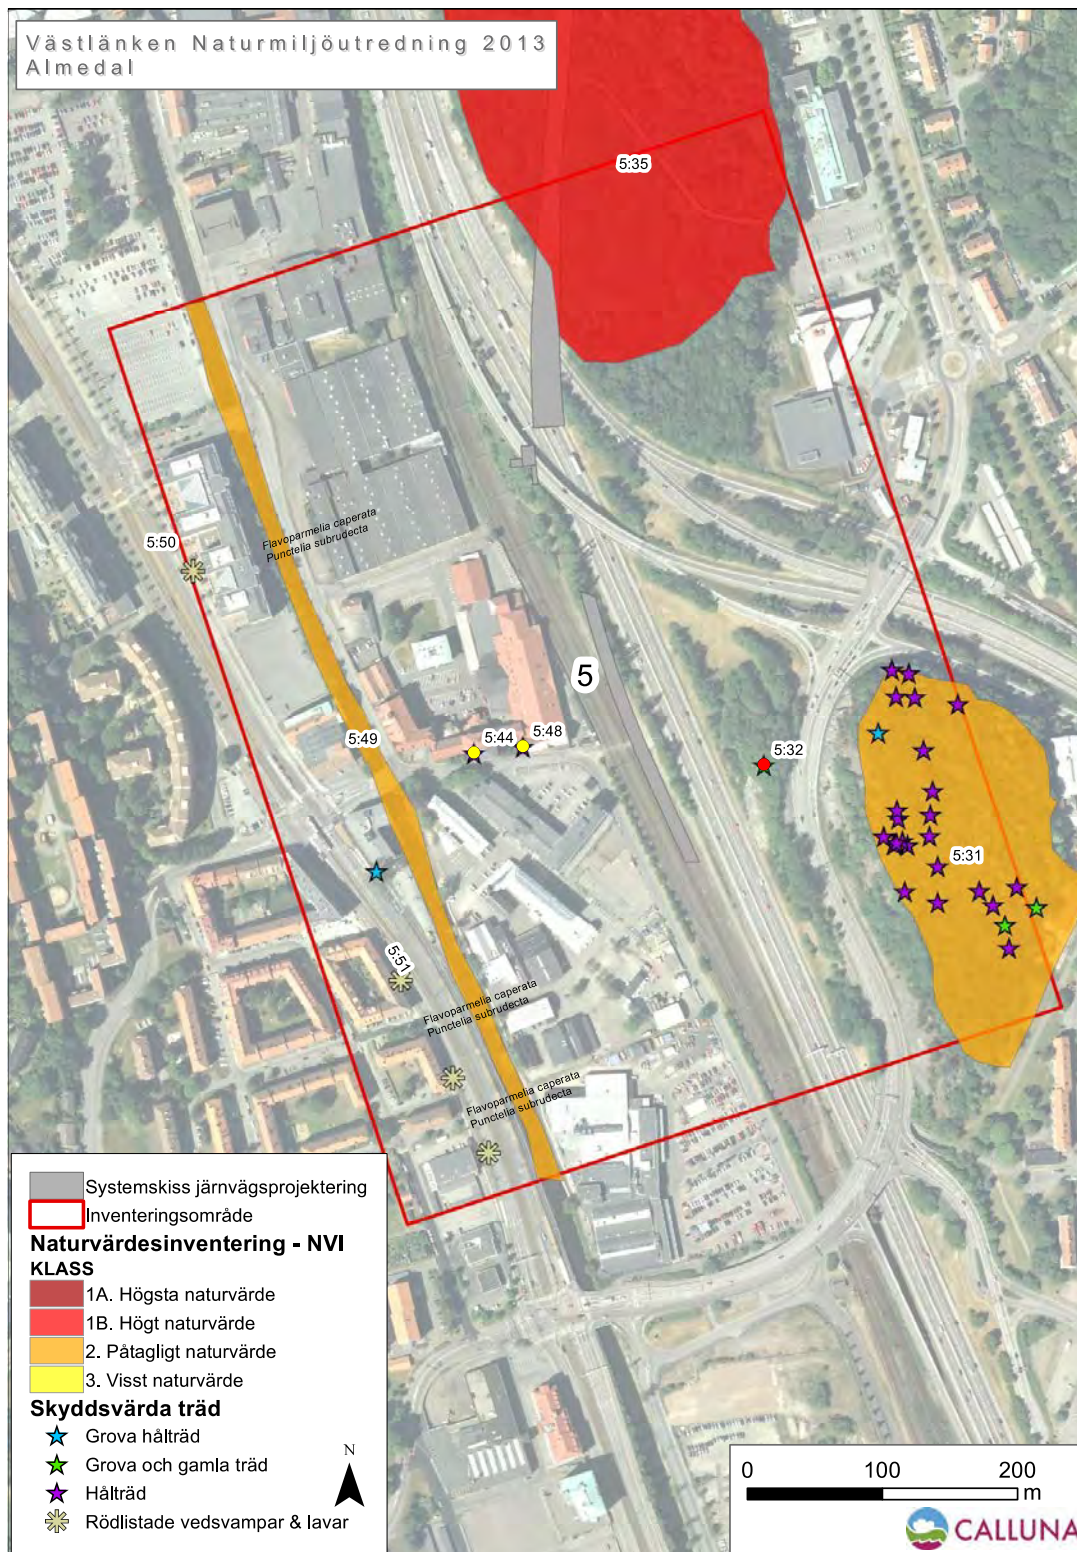 Västlänken Naturmiljöutredning 2013
Almedal
5:35
5:50
Flavoparmelia caperata
Punctelia subrudecta
5
5:49
5:44
5:48
5:32
5:31
5:51
Flavoparmelia caperata
Punctelia subrudecta
Flavoparmelia caperata
Punctelia subrudecta
Systemskiss järnvägsprojektering
Inventeringsområde
Naturvärdesinventering - NVI
KLASS
1A. Högsta naturvärde
1B. Högt naturvärde
2. Påtagligt naturvärde
3. Visst naturvärde
Skyddsvärda träd
Grova hålträd
Grova och gamla träd
Hålträd
Rödlistade vedsvampar & lavar
N
0 100 200
m
CALLUNA